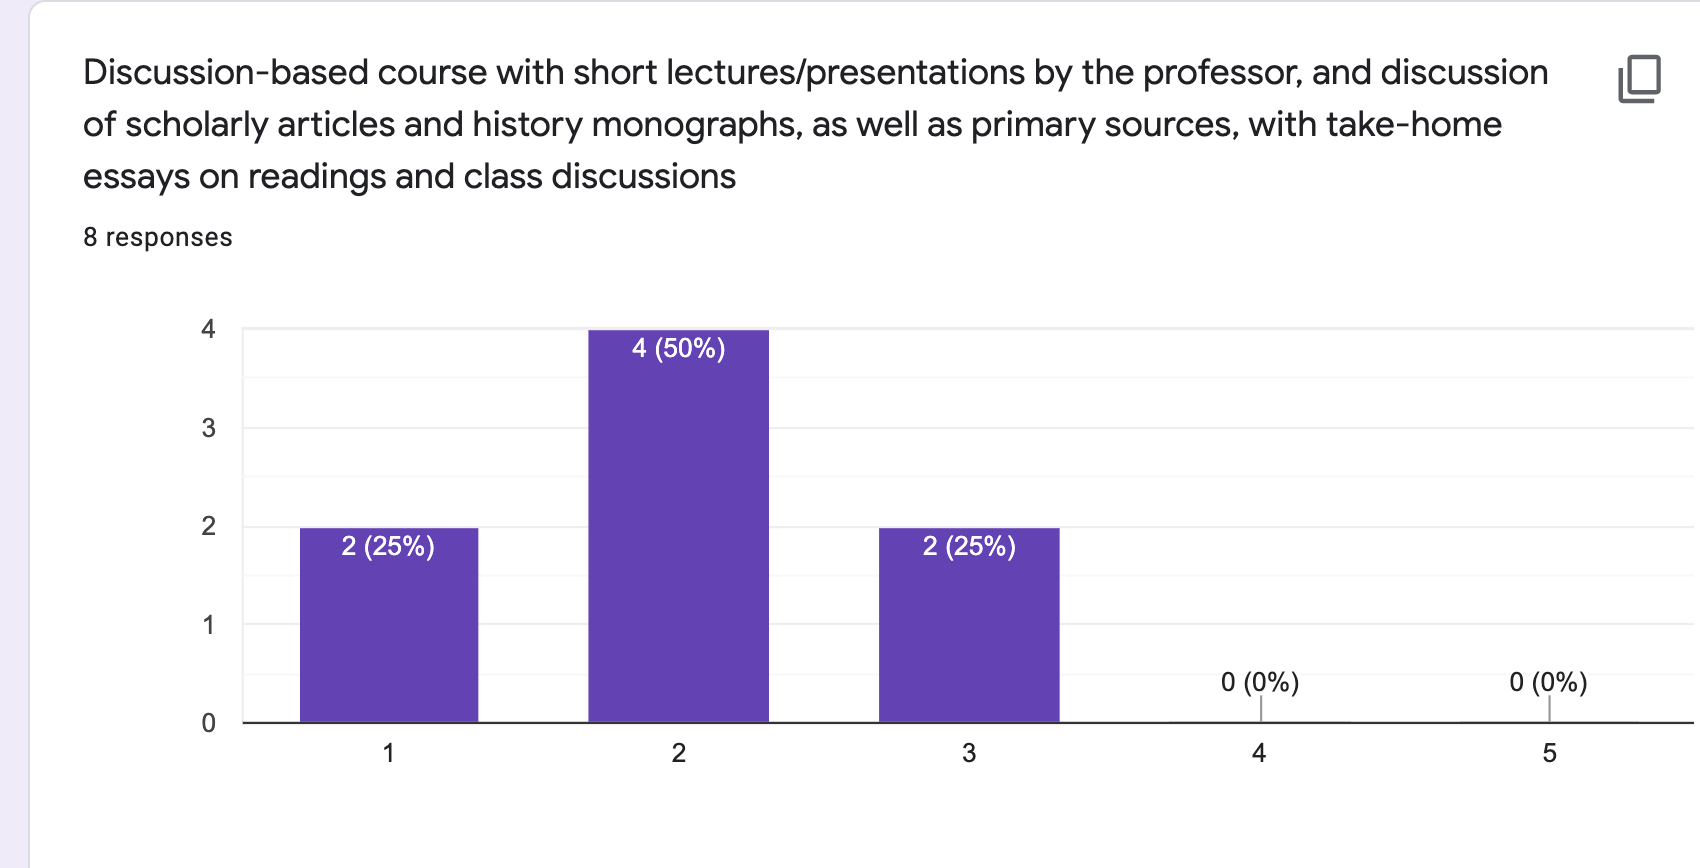 Discussion-based course with short lectures/presentations by the professor, and discussion
of scholarly articles and history monographs, as well as primary sources, with take-home
essays on readings and class discussions
8 responses
4
4 (50%)
3
2
2 (25%)
2 (25%)
1
0 (0%)
0 (0%)
0
1 2 3 4 5